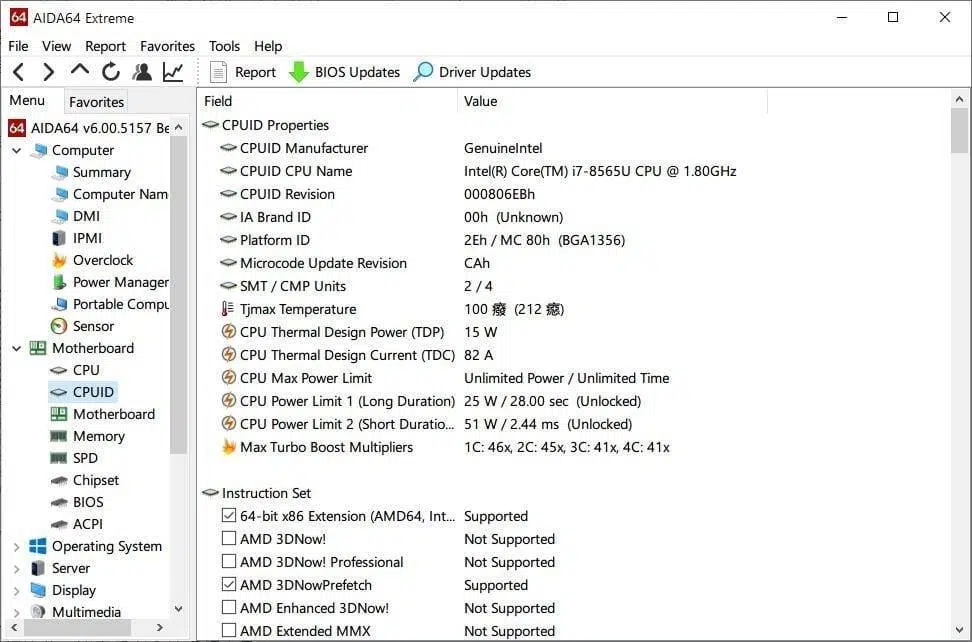 64 AIDA64 Extreme
File View Report Favorites Tools Help
Report BIOS Updates Driver Updates
Menu Favorites
Field Value
64 AIDA64 v6.00.5157 Be
Computer
Summary
Computer Nam
DMI
IPMI
Overclock
Power Manager
Portable Compu
Sensor
Motherboard
CPU
CPUID
Motherboard
Memory
SPD
Chipset
BIOS
ACPI
Operating System
Server
Display
Multimedia
CPUID Properties
CPUID Manufacturer GenuineIntel
CPUID CPU Name Intel(R) Core(TM) i7-8565U CPU @ 1.80GHz
CPUID Revision 000806EBh
IA Brand ID 00h (Unknown)
Platform ID 2Eh / MC 80h (BGA1356)
Microcode Update Revision CAh
SMT / CMP Units 2 / 4
Tjmax Temperature 100 癈 (212 癋)
CPU Thermal Design Power (TDP) 15 W
CPU Thermal Design Current (TDC) 82 A
CPU Max Power Limit Unlimited Power / Unlimited Time
CPU Power Limit 1 (Long Duration) 25 W / 28.00 sec (Unlocked)
CPU Power Limit 2 (Short Duratio... 51 W / 2.44 ms (Unlocked)
Max Turbo Boost Multipliers 1C: 46x, 2C: 45x, 3C: 41x, 4C: 41x
Instruction Set
64-bit x86 Extension (AMD64, Int... Supported
AMD 3DNow! Not Supported
AMD 3DNow! Professional Not Supported
AMD 3DNowPrefetch Supported
AMD Enhanced 3DNow! Not Supported
AMD Extended MMX Not Supported